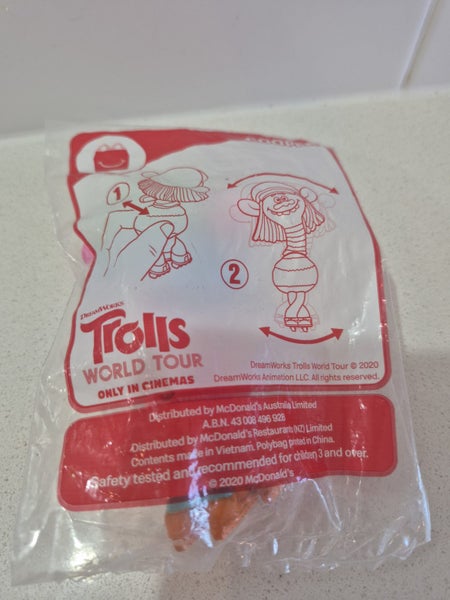 1
2
DREAMWORKS
Trolls
WORLD TOUR
ONLY IN CINEMAS
DreamWorks Trolls World Tour © 2020
DreamWorks Animation LLC. All rights reserved.
Distributed by McDonald's Australia Limited
A.B.N. 43 008 496 928
Distributed by McDonald's Restaurant (NZ) Limited
Contents made in Vietnam. Polybag printed in China.
Safety tested and recommended for children 3 and over.
© 2020 McDonald's